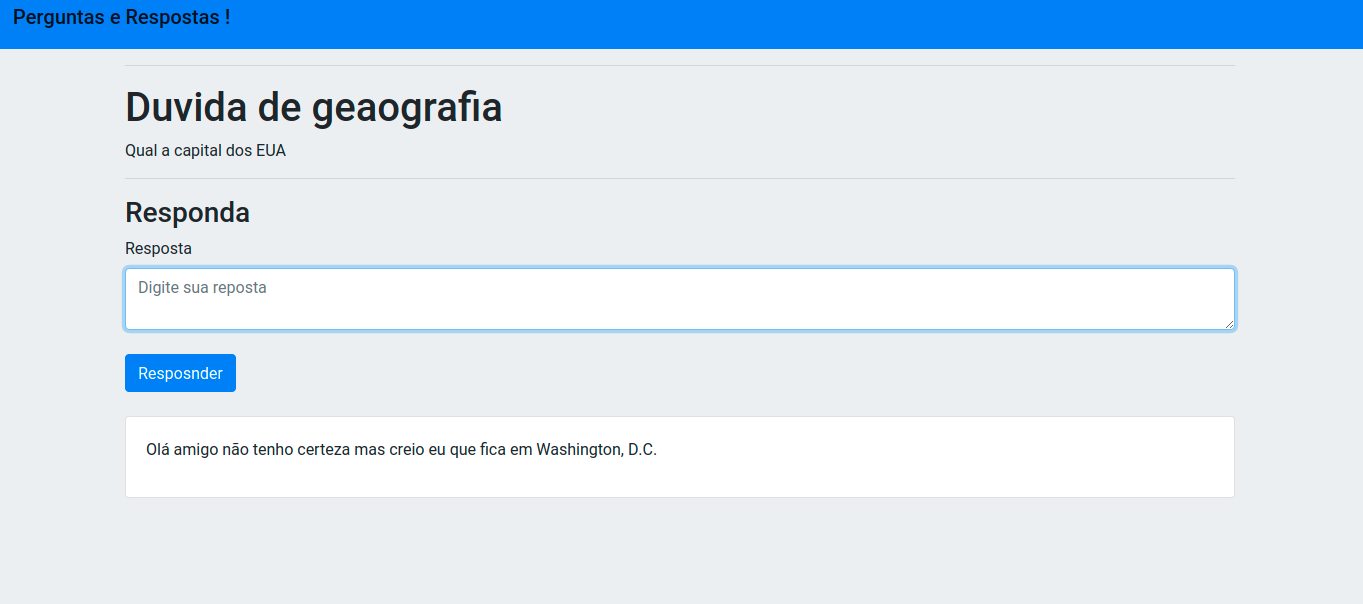 Perguntas e Respostas !
Duvida de geaografia
Qual a capital dos EUA
Responda
Resposta
Digite sua reposta
Resposnder
Olá amigo não tenho certeza mas creio eu que fica em Washington, D.C.